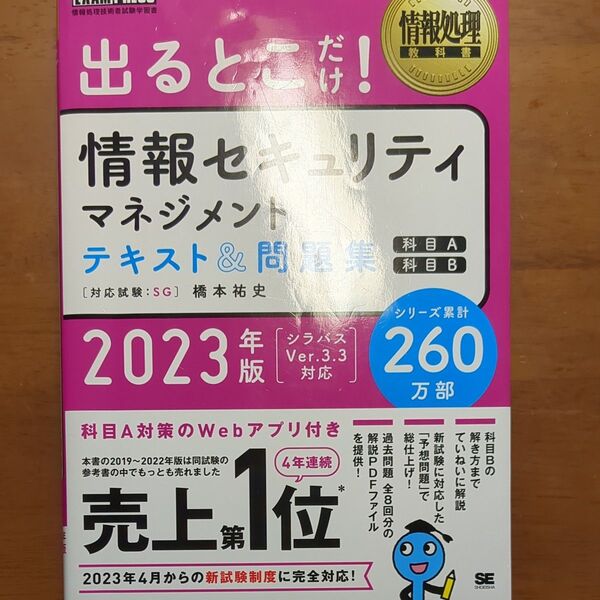 EXAMPRESS
情報処理技術者試験学習書
情報処理
教科書
出るとこだけ!
情報セキュリティ
マネジメント
テキスト&問題集
科目A
科目B
[対応試験:SG] 橋本祐史
2023年版
[シラバス
Ver.3.3
対応]
シリーズ累計
260
万部
科目A対策のWebアプリ付き
本書の2019〜2022年版は同試験の
参考書の中でもっとも売れました
4年連続
売上第1位*
2023年4月からの新試験制度に完全対応!
科目Bの
解き方まで
ていねいに解説
新試験に対応した
「予想問題」で
総仕上げ!
過去問題 全8回分の
解説PDFファイル
を提供!
SE
SHOEISHA